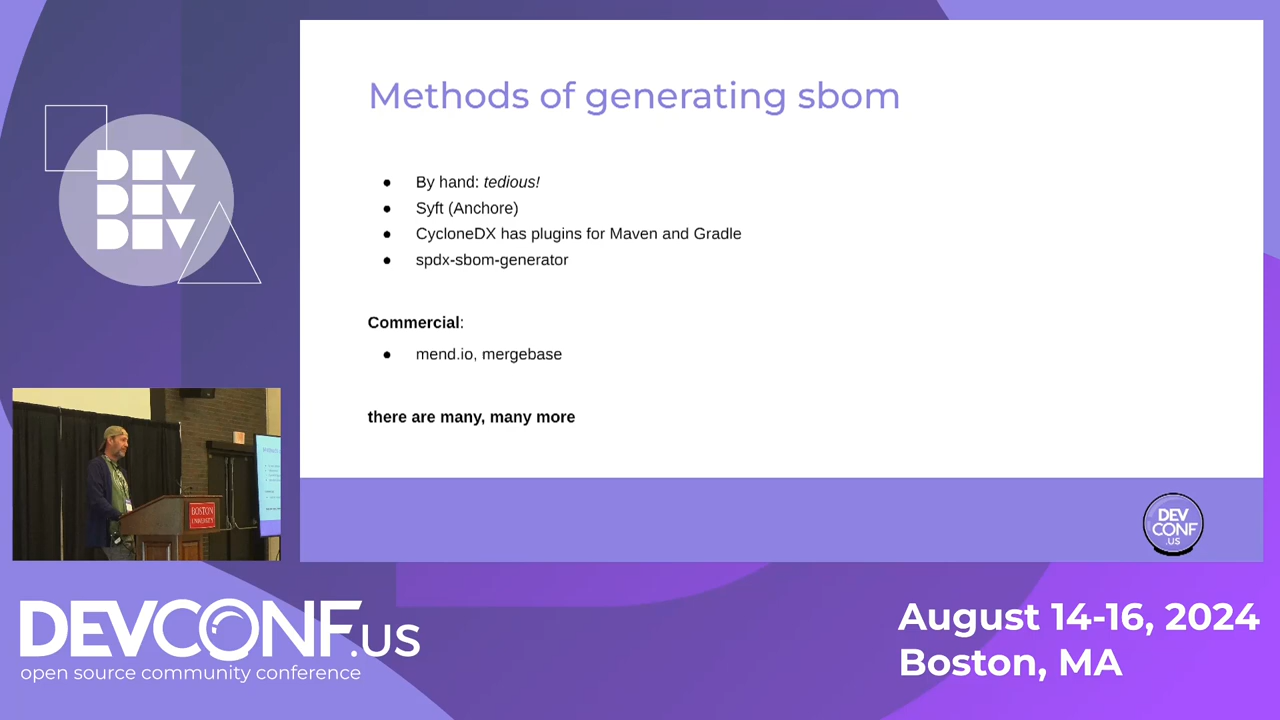 DEV
DEV
DEV
Methods of generating sbom
● By hand: tedious!
● Syft (Anchore)
● CycloneDX has plugins for Maven and Gradle
● spdx-sbom-generator
Commercial:
● mend.io, mergebase
there are many, many more
BOSTON
UNIVERSITY
DEV
CONF
.US
DEVCONF.US
open source community conference
August 14-16, 2024
Boston, MA